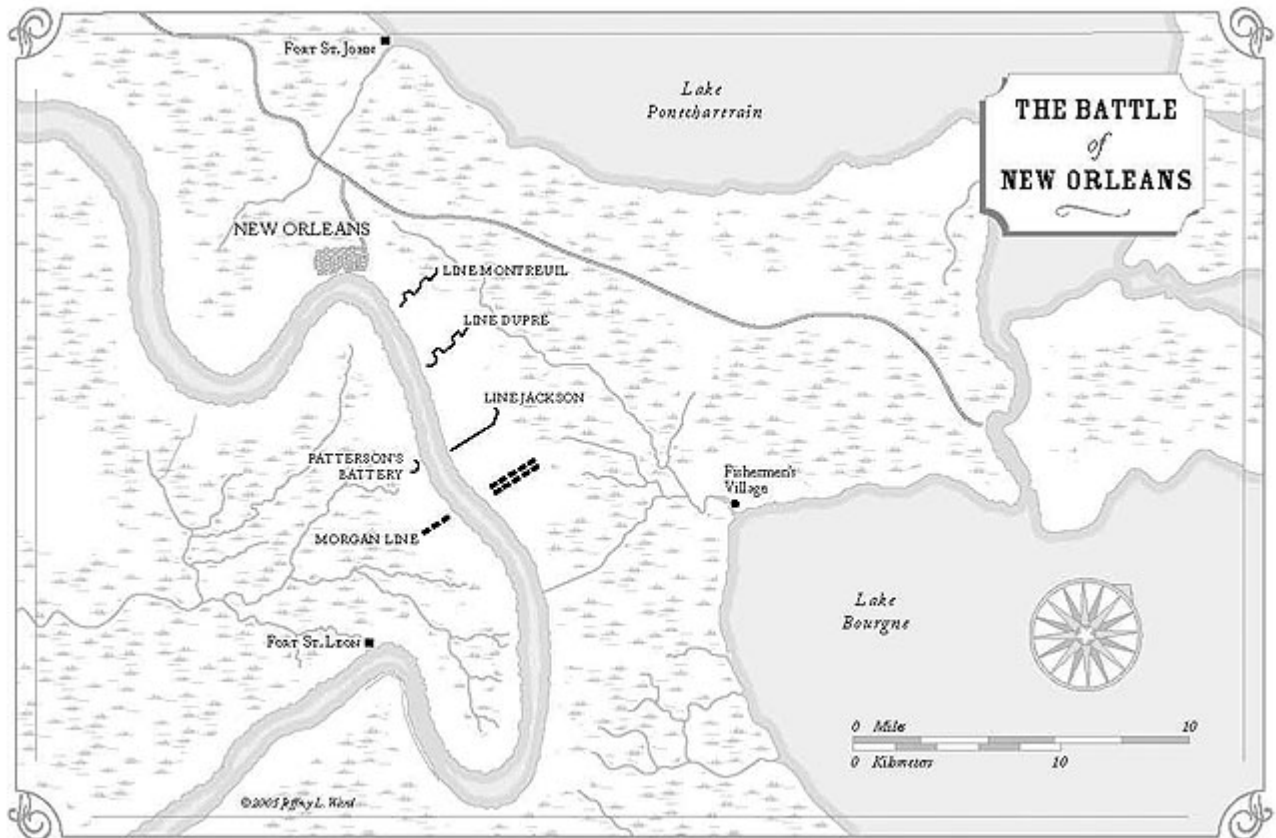 Fort St. John
Lake
Pontchartrain
THE BATTLE
of
NEW ORLEANS
NEW ORLEANS
LINE MONTREUIL
LINE DUPRÉ
LINE JACKSON
PATTERSON'S
BATTERY
Fishermen's
Village
MORGAN LINE
Lake
Bourgne
Fort St. Leon
0 Miles 10
0 Kilometers 10
©2005 Jeffrey L. Ward